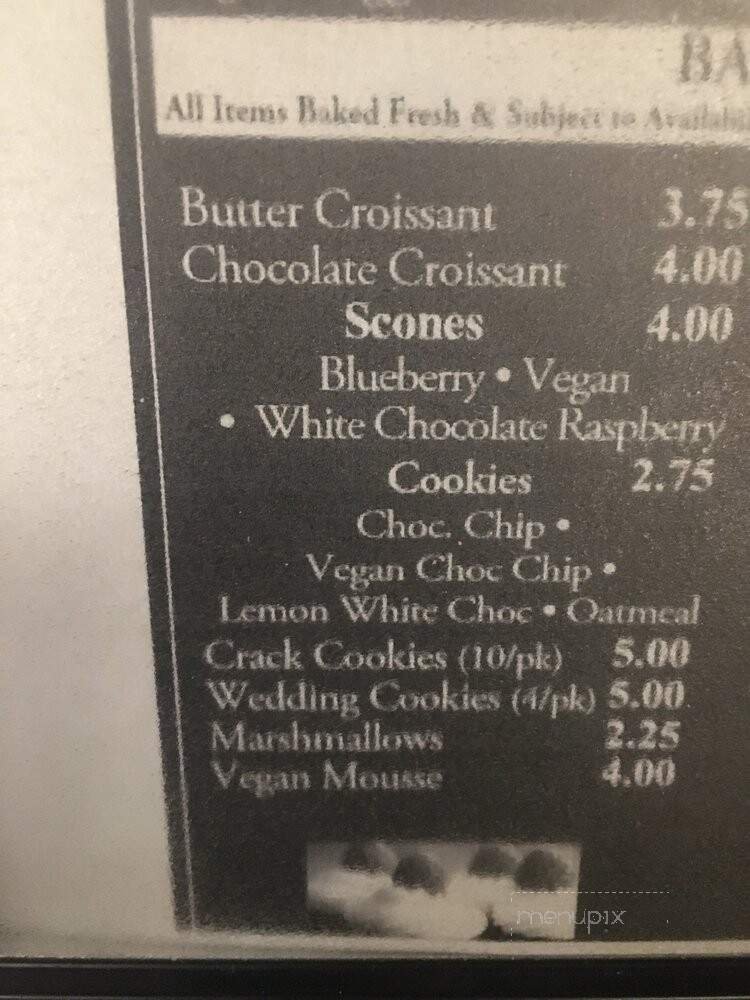 BA
All Items Baked Fresh & Subject to
Butter Croissant 3.75
Chocolate Croissant 4.00
Scones 4.00
Blueberry • Vegan
• White Chocolate Raspberry
Cookies 2.75
Choc. Chip •
Vegan Choc Chip •
Lemon White Choc • Oatmeal
Crack Cookies (10/pk) 5.00
Wedding Cookies (4/pk) 5.00
Marshmallows 2.25
Vegan Mousse 4.00
menupix